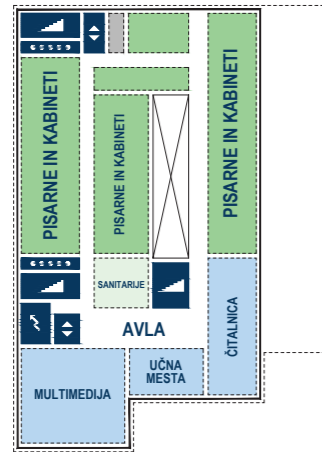 PISARNE IN KABINETI
PISARNE IN KABINETI
PISARNE IN KABINETI
SANITARIJE
AVLA
ČITALNICA
UČNA
MESTA
MULTIMEDIJA